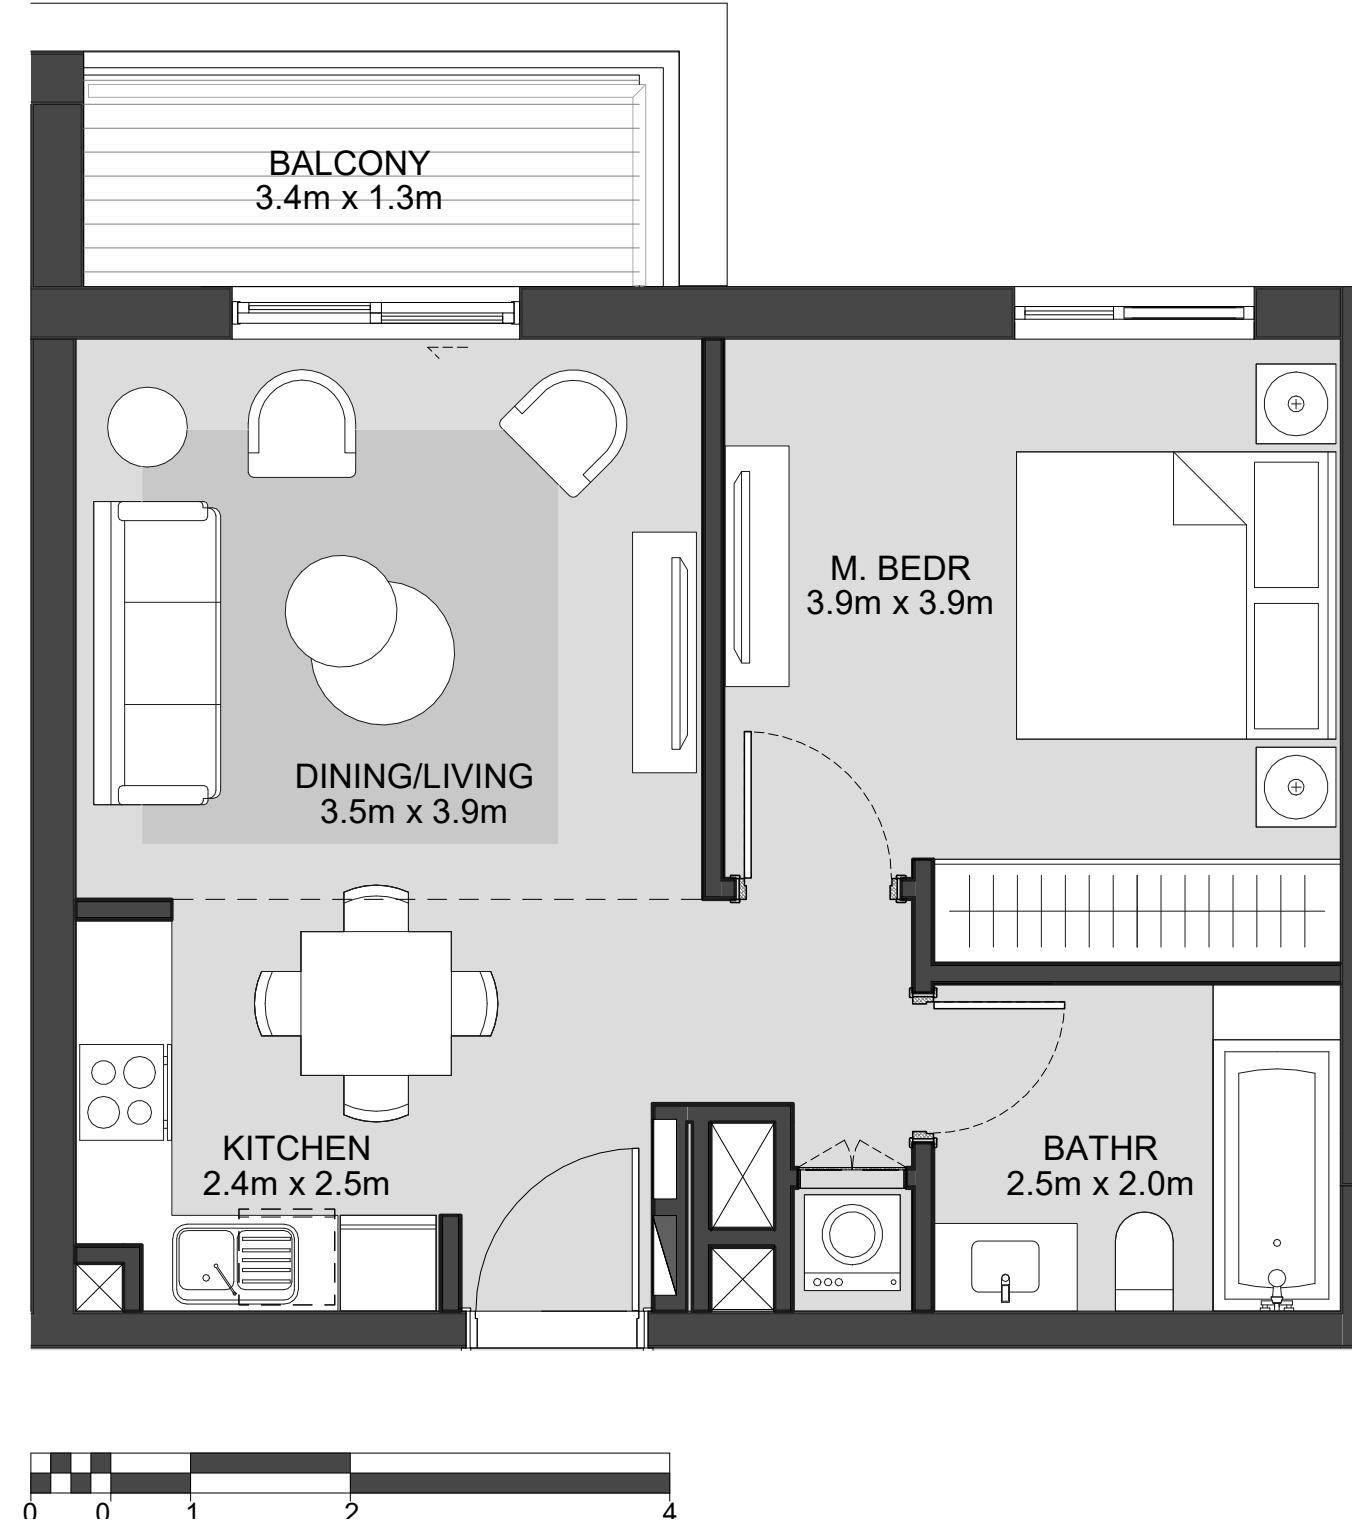 BALCONY
3.4m x 1.3m
M. BEDR
3.9m x 3.9m
DINING/LIVING
3.5m x 3.9m
KITCHEN
2.4m x 2.5m
BATHR
2.5m x 2.0m
0 0 1 2 4